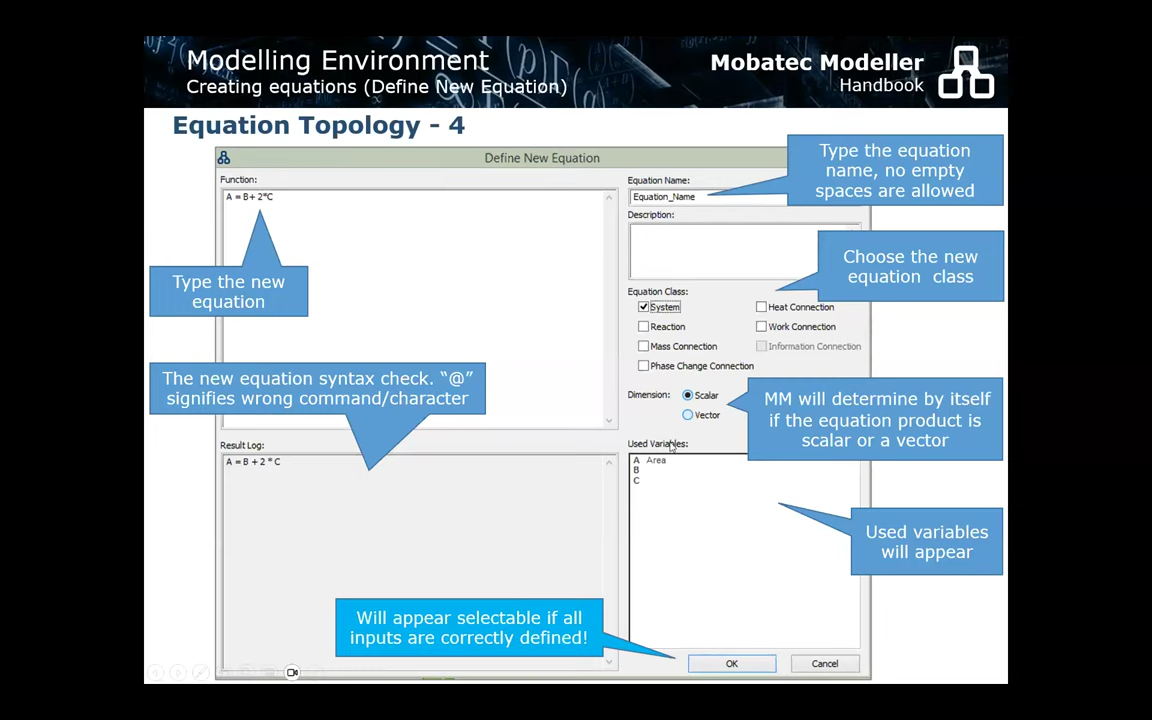 Modelling Environment
Creating equations (Define New Equation)
Mobatec Modeller
Handbook
Equation Topology - 4
Define New Equation
Function:
A = B+ 2*C
Type the new
equation
The new equation syntax check. “@”
signifies wrong command/character
Result Log:
A = B + 2 * C
Will appear selectable if all
inputs are correctly defined!
Equation Name:
Equation_Name
Type the equation
name, no empty
spaces are allowed
Description:
Choose the new
equation class
Equation Class:
System
Heat Connection
Reaction
Work Connection
Mass Connection
Information Connection
Phase Change Connection
Dimension:
Scalar
Vector
MM will determine by itself
if the equation product is
scalar or a vector
Used Variables:
A Area
B
C
Used variables
will appear
OK
Cancel